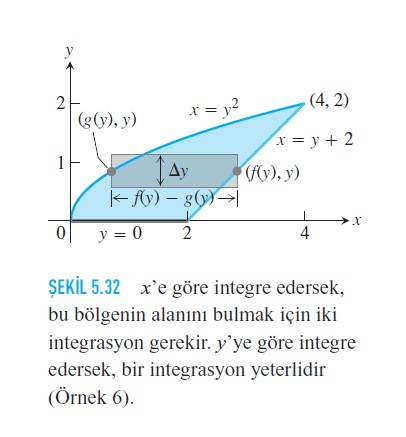 y
2
(g(y), y)
x = y²
(4, 2)
x = y + 2
1
Δy
(f(y), y)
f(y) − g(y)
x
0
y = 0
2
4
ŞEKİL 5.32 x’e göre integre edersek,
bu bölgenin alanını bulmak için iki
integrasyon gerekir. y’ye göre integre
edersek, bir integrasyon yeterlidir
(Örnek 6).